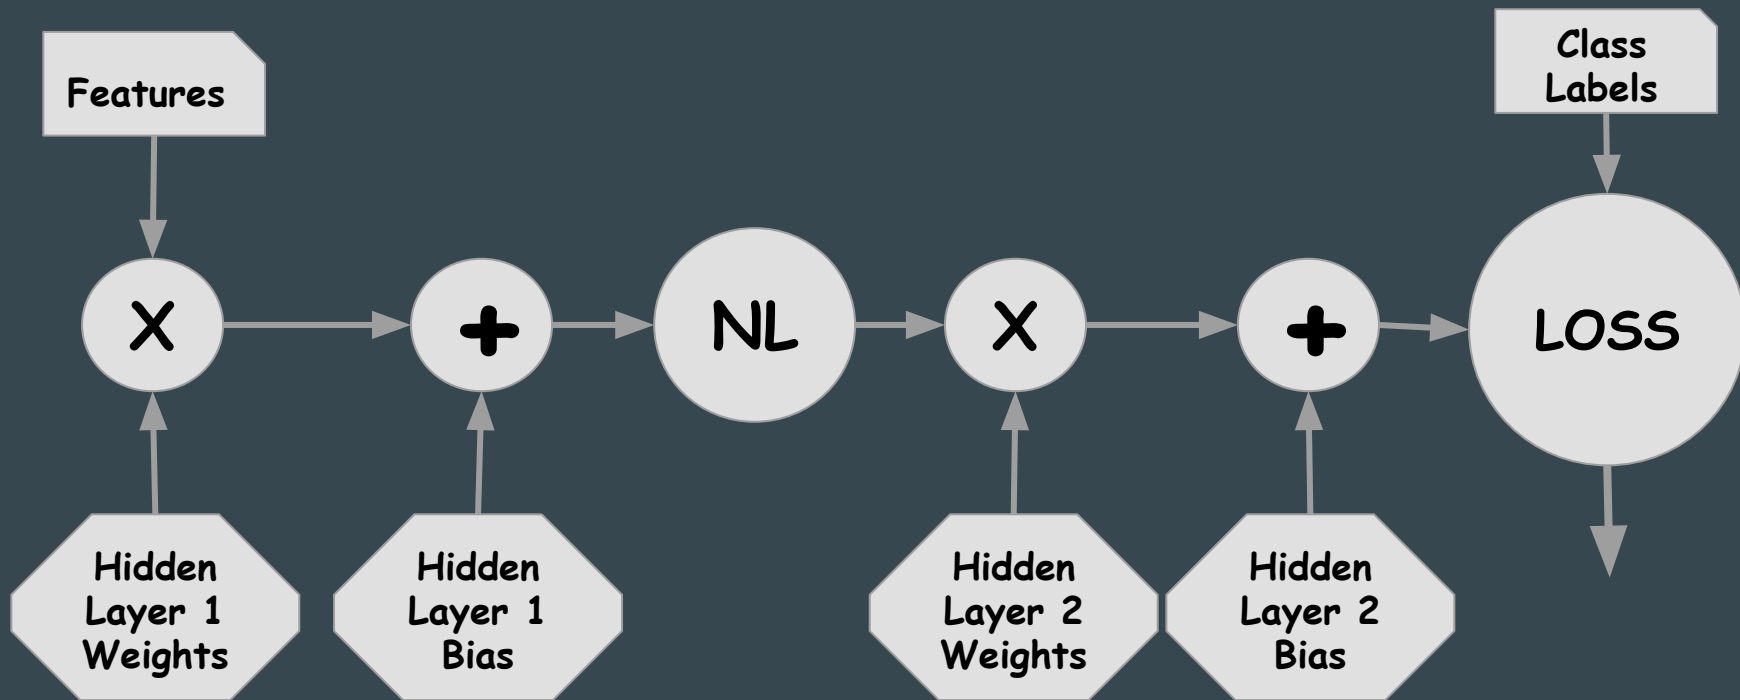 Features
Class
Labels
X
+
NL
X
+
LOSS
Hidden
Layer 1
Weights
Hidden
Layer 1
Bias
Hidden
Layer 2
Weights
Hidden
Layer 2
Bias